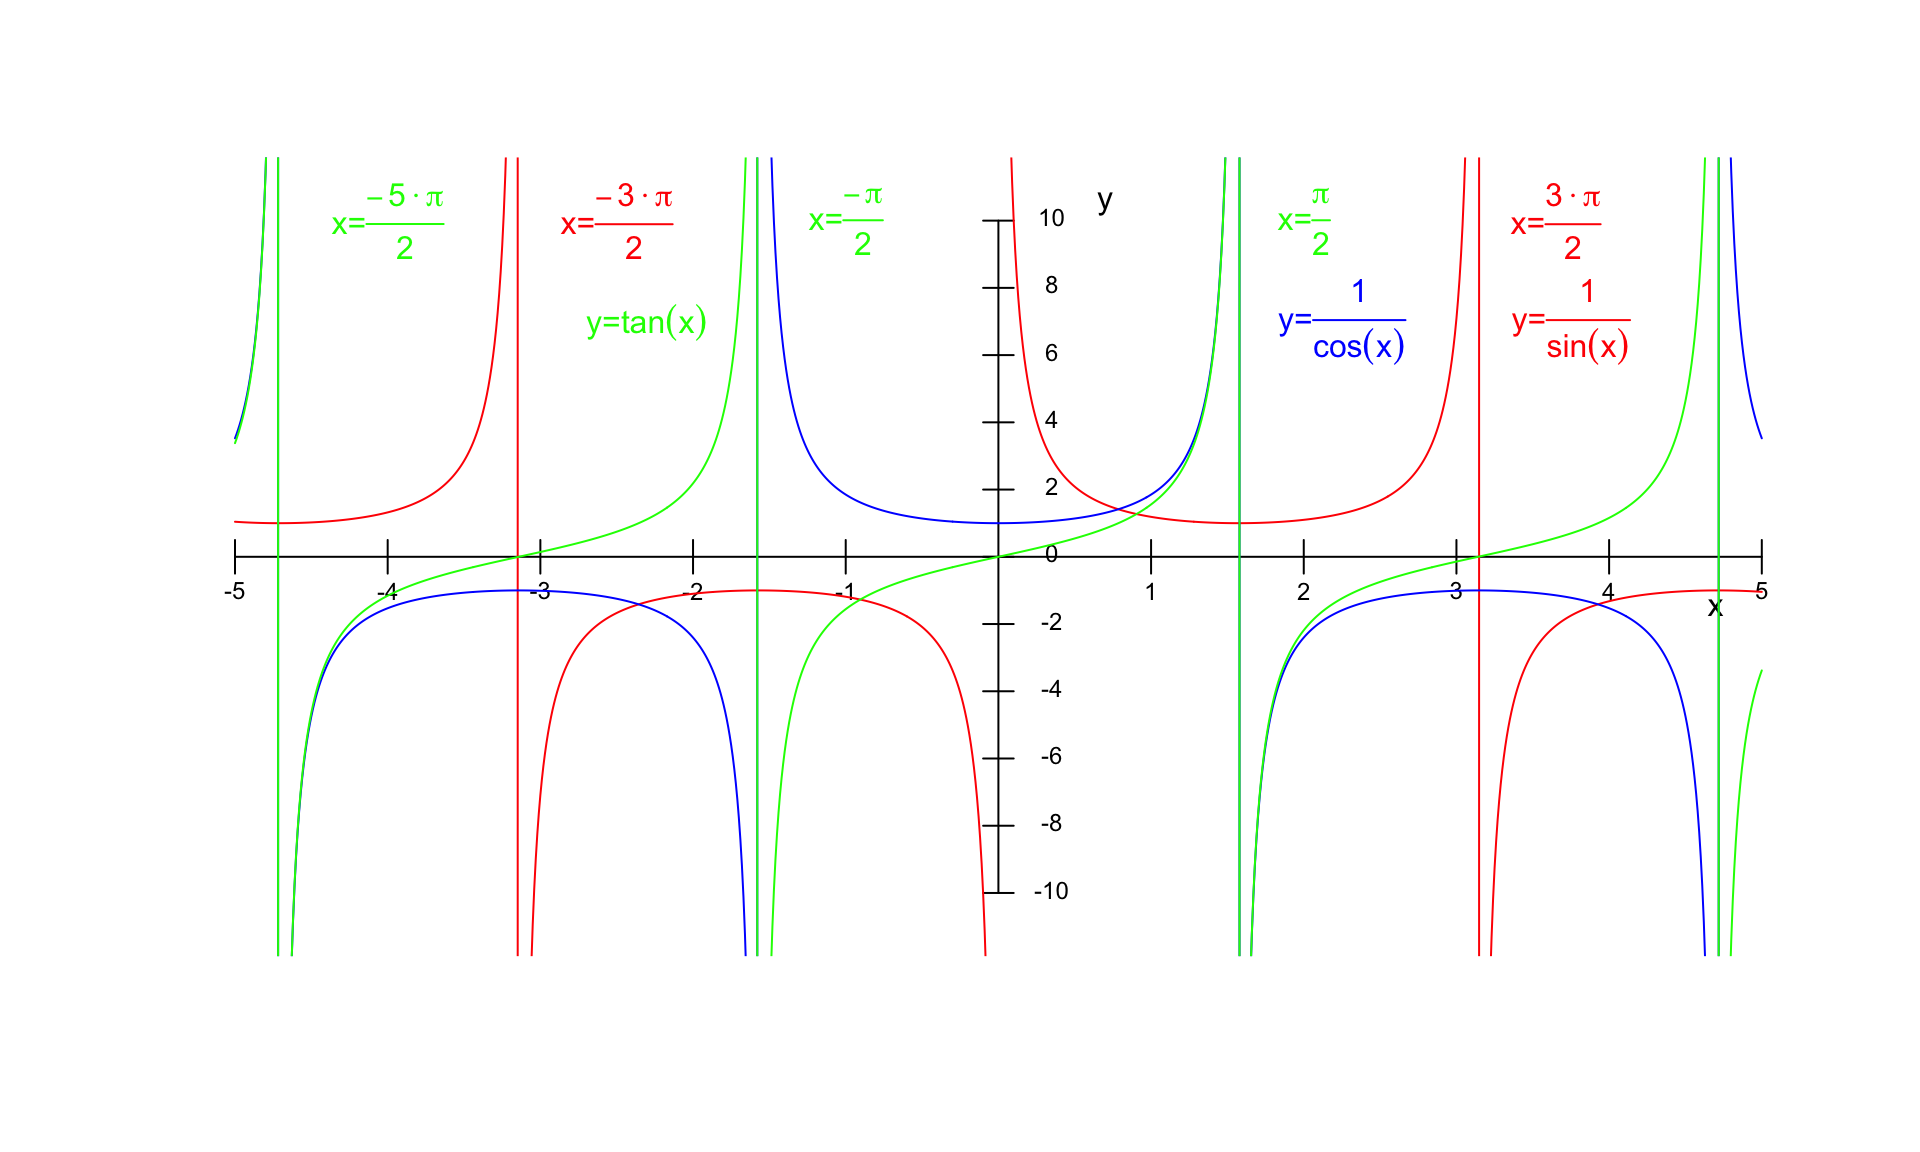 x=(−5·π)/2
x=(−3·π)/2
x=(−π)/2
x=π/2
x=(3·π)/2
y
y=tan(x)
y=1/cos(x)
y=1/sin(x)
10
8
6
4
2
0
-5 -4 -3 -2 -1 1 2 3 4 5
x
-2
-4
-6
-8
-10